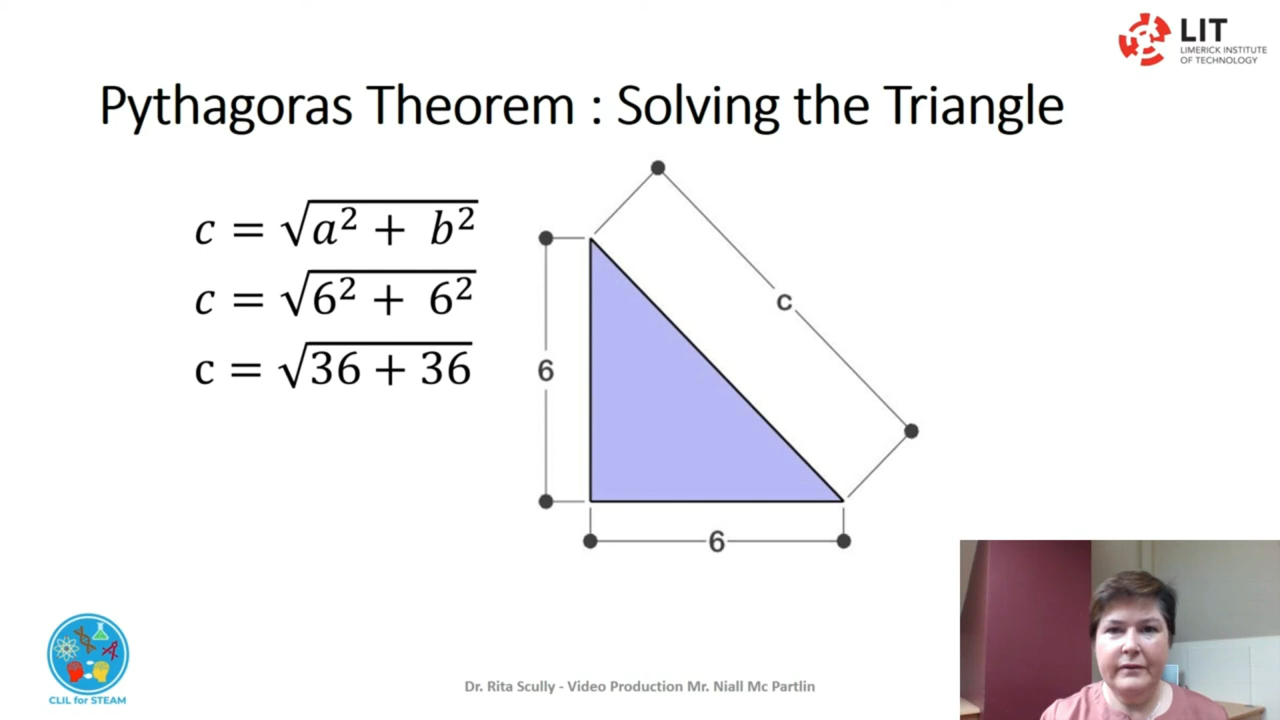 LIT
LIMERICK INSTITUTE
OF TECHNOLOGY
Pythagoras Theorem : Solving the Triangle
c = √a² + b²
c = √6² + 6²
c = √36 + 36
c
6
6
CLIL for STEAM
Dr. Rita Scully - Video Production Mr. Niall Mc Partlin